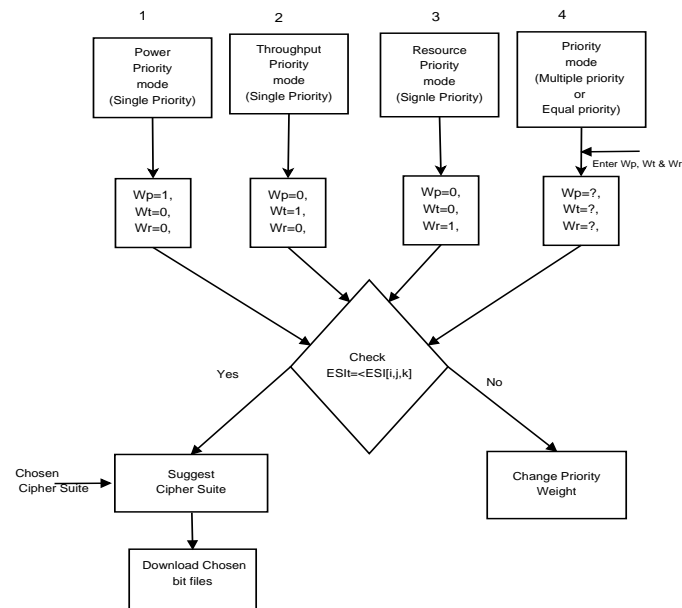 1
2
3
4
Power
Priority
mode
(Single Priority)
Throughput
Priority
mode
(Single Priority)
Resource
Priority
mode
(Signle Priority)
Priority
mode
(Multiple priority
or
Equal priority)
Enter Wp, Wt & Wr
Wp=1,
Wt=0,
Wr=0,
Wp=0,
Wt=1,
Wr=0,
Wp=0,
Wt=0,
Wr=1,
Wp=?,
Wt=?,
Wr=?,
Check
ESIt=<ESI[i,j,k]
Yes
No
Chosen
Cipher Suite
Suggest
Cipher Suite
Change Priority
Weight
Download Chosen
bit files